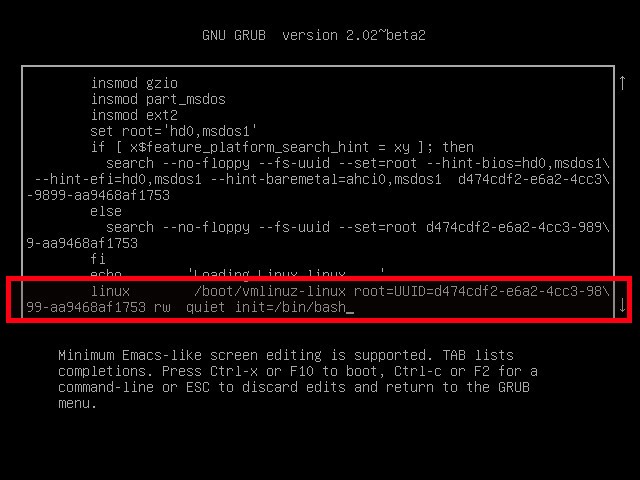 GNU GRUB  version 2.02~beta2
insmod gzio
insmod part_msdos
insmod ext2
set root='hd0,msdos1'
if [ x$feature_platform_search_hint = xy ]; then
search --no-floppy --fs-uuid --set=root --hint-bios=hd0,msdos1\
--hint-efi=hd0,msdos1 --hint-baremetal=ahci0,msdos1  d474cdf2-e6a2-4cc3\
-9899-aa9468af1753
else
search --no-floppy --fs-uuid --set=root d474cdf2-e6a2-4cc3-989\
9-aa9468af1753
fi
echo        'Loading Linux linux ...'
linux        /boot/vmlinuz-linux root=UUID=d474cdf2-e6a2-4cc3-98\
99-aa9468af1753 rw  quiet init=/bin/bash_
Minimum Emacs-like screen editing is supported. TAB lists
completions. Press Ctrl-x or F10 to boot, Ctrl-c or F2 for a
command-line or ESC to discard edits and return to the GRUB
menu.